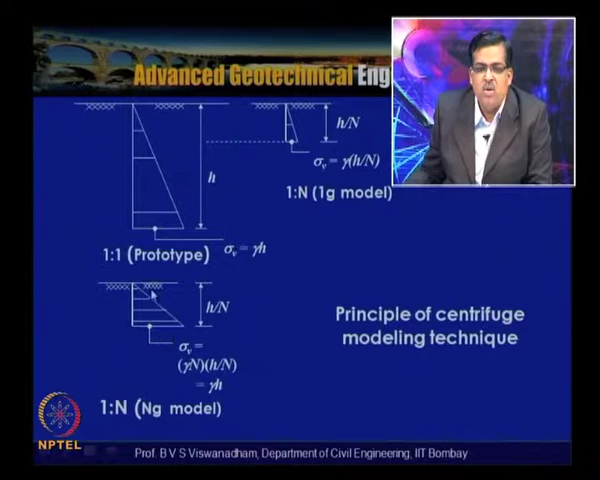 Advanced Geotechnical Eng
h/N
h
σv = γ(h/N)
1:N (1g model)
1:1 (Prototype)
σv = γh
h/N
Principle of centrifuge
modeling technique
σv =
(γN)(h/N)
= γh
1:N (Ng model)
NPTEL
Prof. B V S Viswanadham, Department of Civil Engineering, IIT Bombay